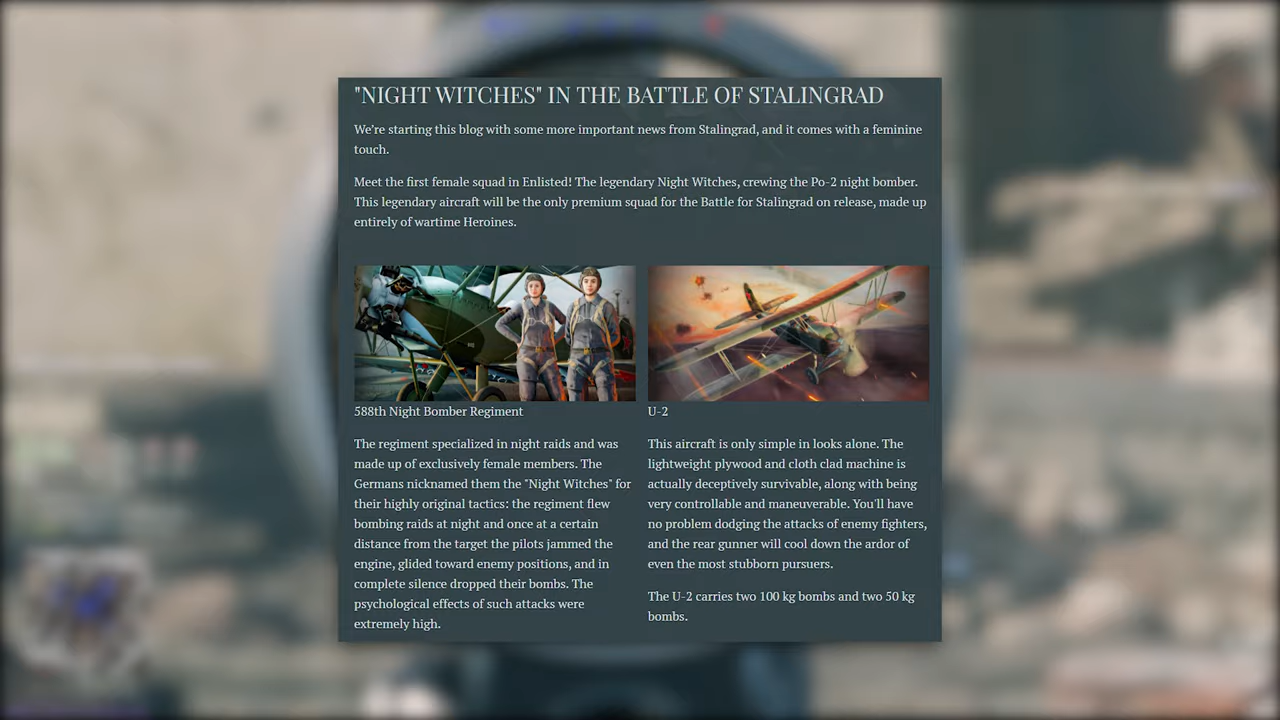 "NIGHT WITCHES" IN THE BATTLE OF STALINGRAD
We're starting this blog with some more important news from Stalingrad, and it comes with a feminine
touch.
Meet the first female squad in Enlisted! The legendary Night Witches, crewing the Po-2 night bomber.
This legendary aircraft will be the only premium squad for the Battle for Stalingrad on release, made up
entirely of wartime Heroines.
588th Night Bomber Regiment
The regiment specialized in night raids and was
made up of exclusively female members. The
Germans nicknamed them the "Night Witches" for
their highly original tactics: the regiment flew
bombing raids at night and once at a certain
distance from the target the pilots jammed the
engine, glided toward enemy positions, and in
complete silence dropped their bombs. The
psychological effects of such attacks were
extremely high.
U-2
This aircraft is only simple in looks alone. The
lightweight plywood and cloth clad machine is
actually deceptively survivable, along with being
very controllable and maneuverable. You'll have
no problem dodging the attacks of enemy fighters,
and the rear gunner will cool down the ardor of
even the most stubborn pursuers.
The U-2 carries two 100 kg bombs and two 50 kg
bombs.